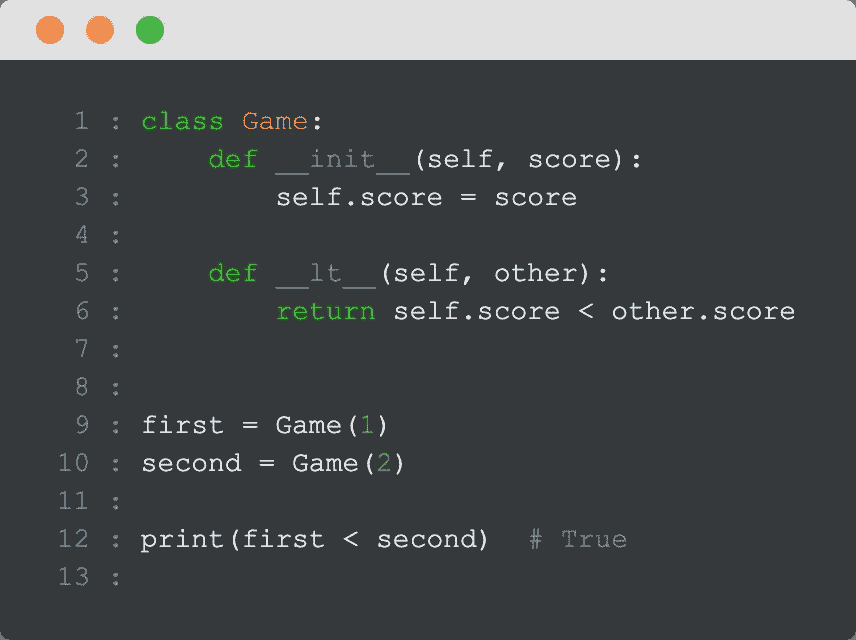 1 : class Game:
2 :     def __init__(self, score):
3 :         self.score = score
4 :
5 :     def __lt__(self, other):
6 :         return self.score < other.score
7 :
8 :
9 : first = Game(1)
10 : second = Game(2)
11 :
12 : print(first < second)  # True
13 :